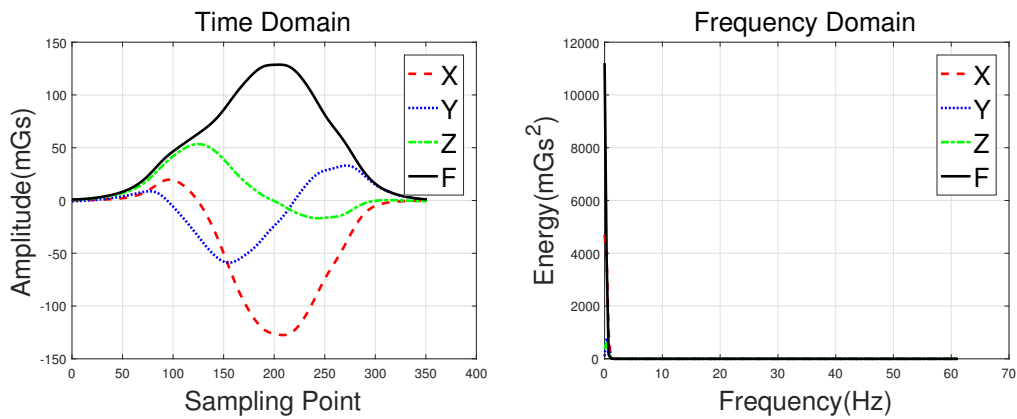 Time Domain
Amplitude(mGs)
150
100
50
0
-50
-100
-150
0 50 100 150 200 250 300 350 400
Sampling Point
X
Y
Z
F
Frequency Domain
Energy(mGs²)
12000
10000
8000
6000
4000
2000
0
0 10 20 30 40 50 60 70
Frequency(Hz)
X
Y
Z
F